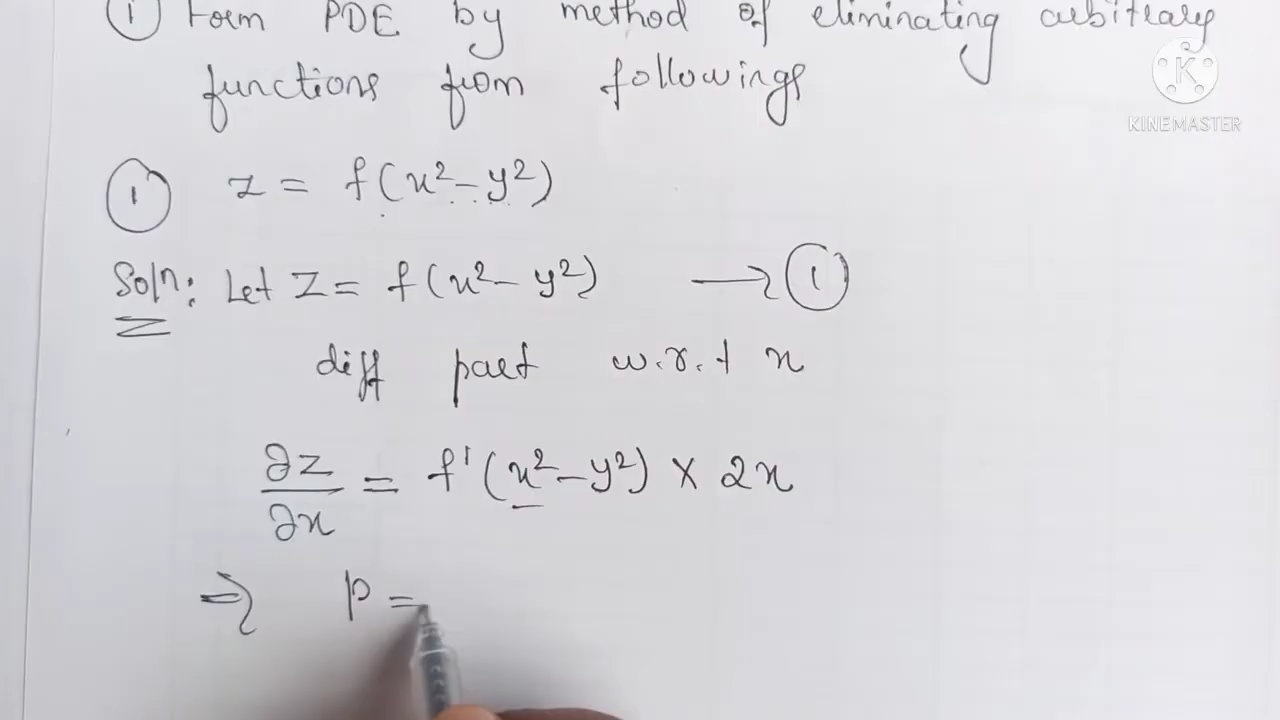 ① Form PDE by method of eliminating arbitrary
functions from followings
K
KINEMASTER
① z = f(x² - y²)
Soln: Let Z = f(x² - y²) → ①
diff part w.r.t x
∂z/∂x = f'(x² - y²) × 2x
⇒ p =